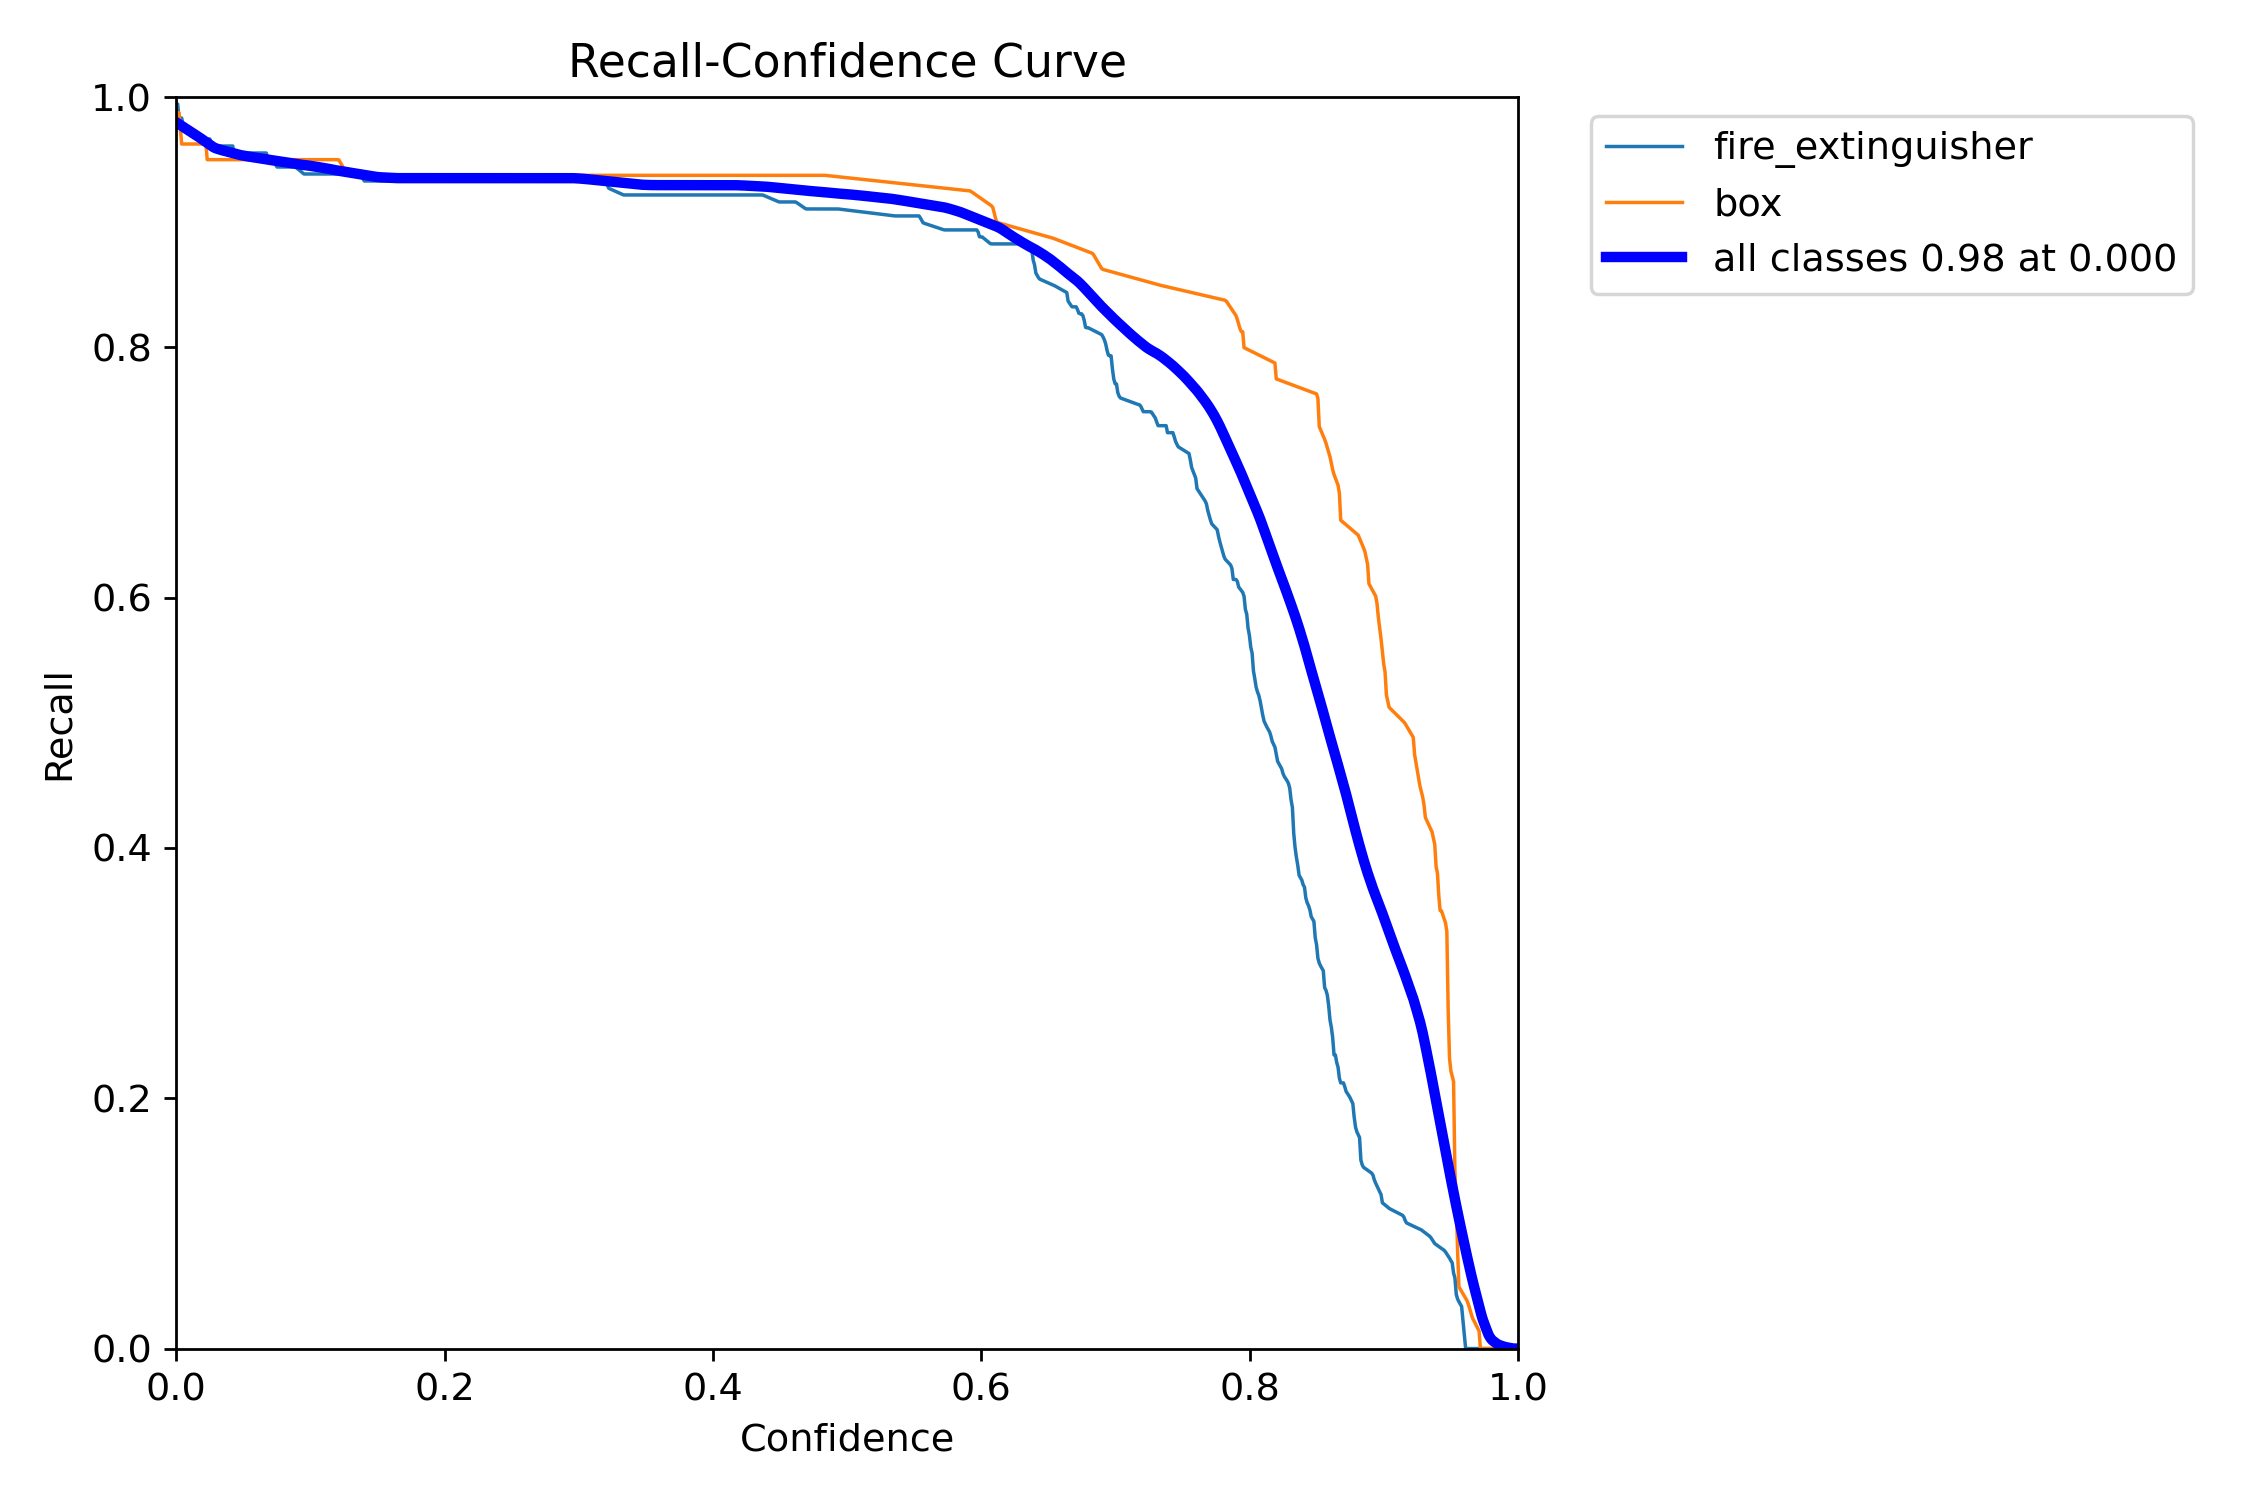 Recall-Confidence Curve
1.0
0.8
0.6
0.4
0.2
0.0
Recall
0.0 0.2 0.4 0.6 0.8 1.0
Confidence
fire_extinguisher
box
all classes 0.98 at 0.000